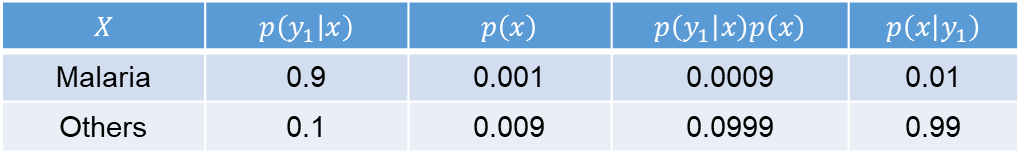 X p(y₁|x) p(x) p(y₁|x)p(x) p(x|y₁)
Malaria 0.9 0.001 0.0009 0.01
Others 0.1 0.009 0.0999 0.99